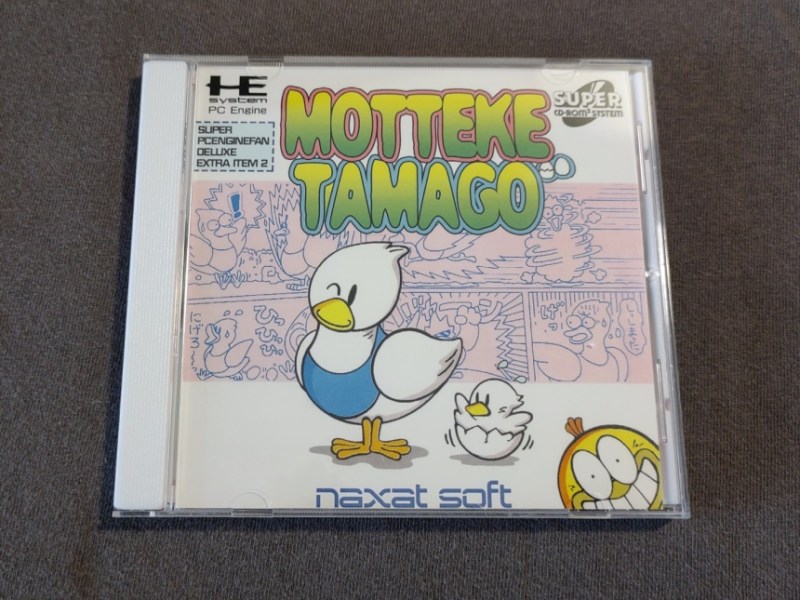 HE
system
PC Engine
SUPER
PCENGINEFAN
DELUXE
EXTRA ITEM 2
MOTTEKE
TAMAGO
SUPER
CD-ROM² SYSTEM
naxat soft